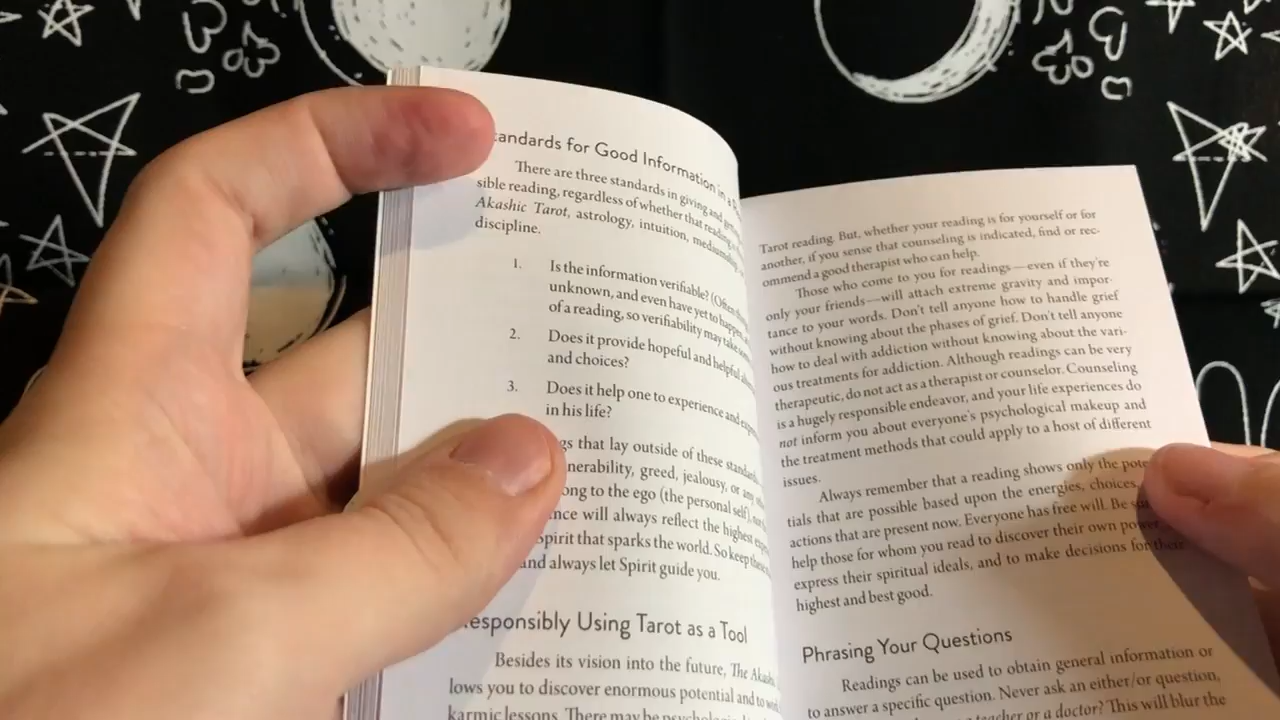 tandards for Good Information in a
There are three standards in giving and
sible reading, regardless of whether that reading
Akashic Tarot, astrology, intuition, mediumship
discipline.
1. Is the information verifiable? (Often
unknown, and even have yet to happen,
of a reading, so verifiability may take
2. Does it provide hopeful and helpful
and choices?
3. Does it help one to experience and
in his life?
gs that lay outside of these standards
nerability, greed, jealousy, or any
ong to the ego (the personal self),
nce will always reflect the highest
spirit that sparks the world. So keep these
and always let Spirit guide you.
esponsibly Using Tarot as a Tool
Besides its vision into the future, The Akashi
lows you to discover enormous potential and to
karmic lessons. There may be
Tarot reading. But, whether your reading is for yourself or for
another, if you sense that counseling is indicated, find or rec-
ommend a good therapist who can help.
Those who come to you for readings—even if they're
only your friends—will attach extreme gravity and impor-
tance to your words. Don't tell anyone how to handle grief
without knowing about the phases of grief. Don't tell anyone
how to deal with addiction without knowing about the vari-
ous treatments for addiction. Although readings can be very
therapeutic, do not act as a therapist or counselor. Counseling
is a hugely responsible endeavor, and your life experiences do
not inform you about everyone's psychological makeup and
the treatment methods that could apply to a host of different
issues.
Always remember that a reading shows only the pote
tials that are possible based upon the energies, choices,
actions that are present now. Everyone has free will. Be
help those for whom you read to discover their own power,
express their spiritual ideals, and to make decisions for their
highest and best good.
Phrasing Your Questions
Readings can be used to obtain general information or
to answer a specific question. Never ask an either/or question,
teacher or a doctor? This will blur the